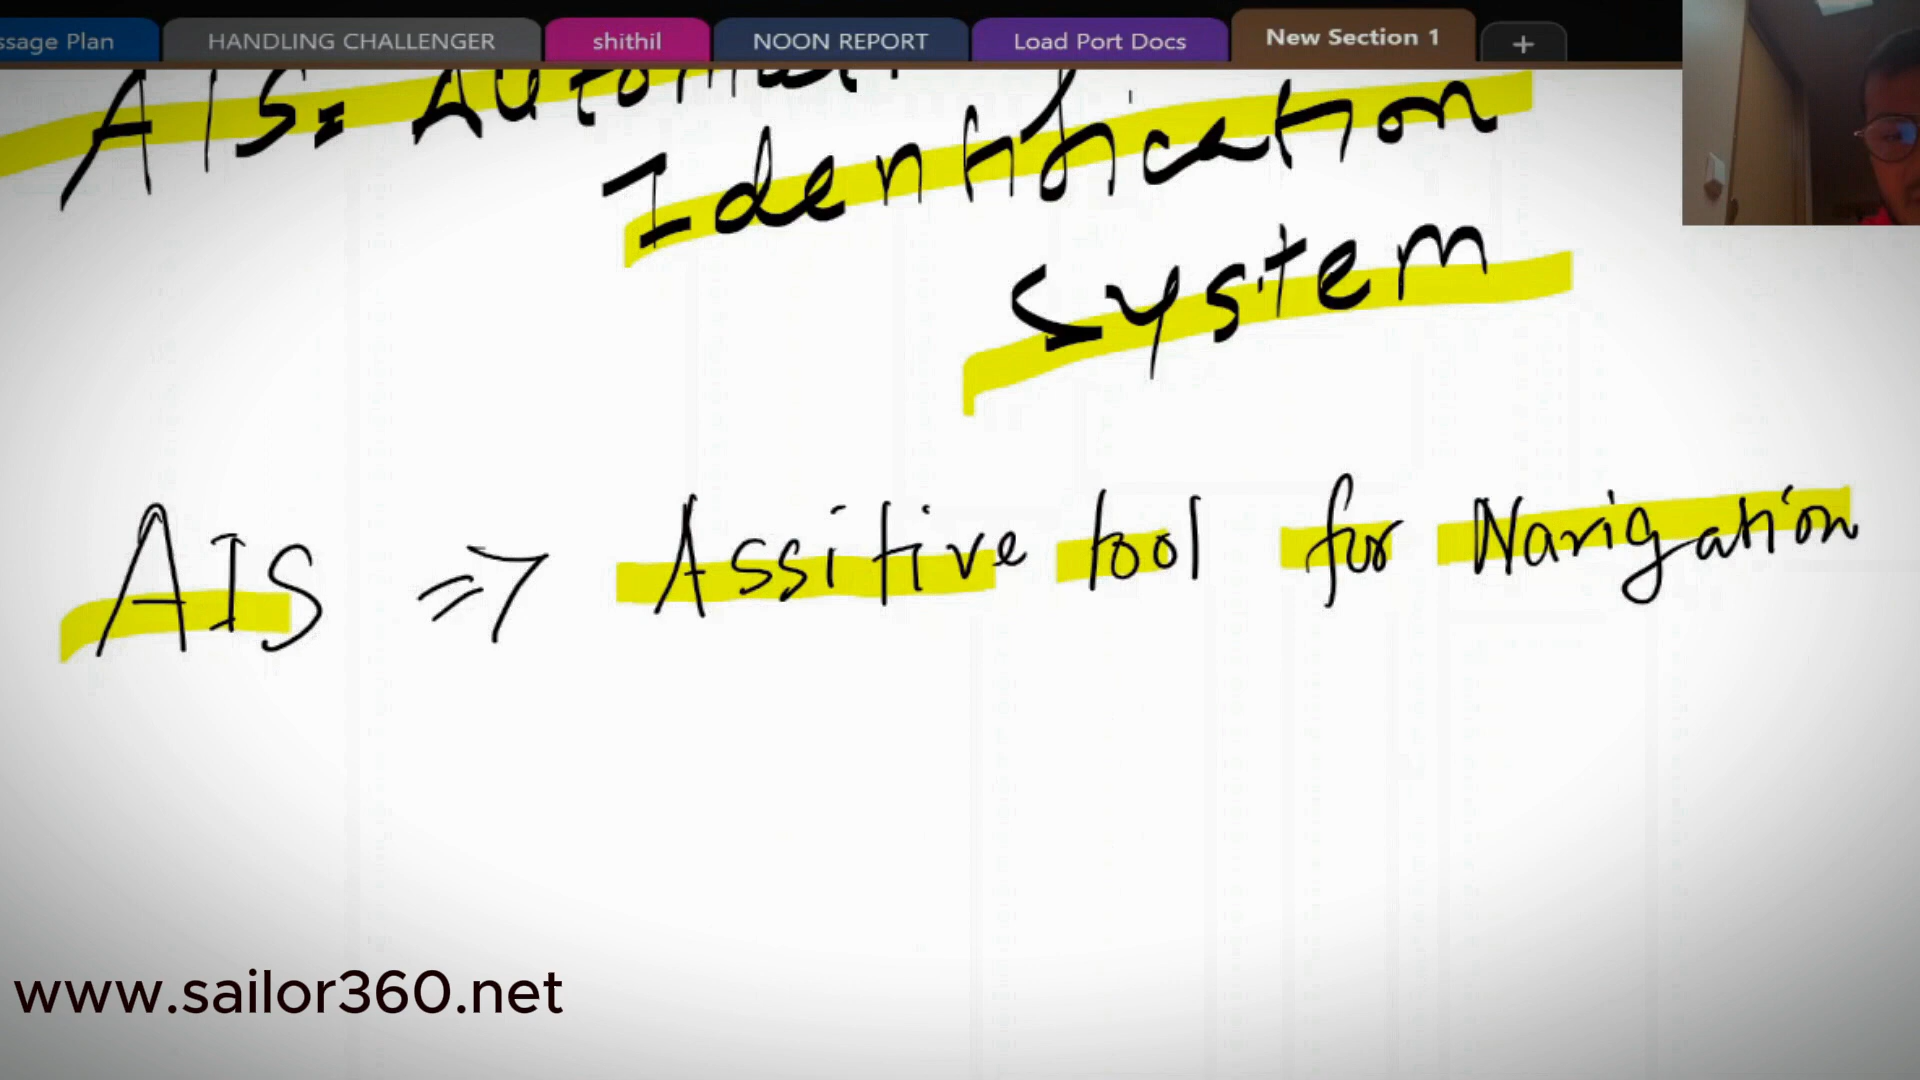 ssage Plan HANDLING CHALLENGER shithil NOON REPORT Load Port Docs New Section 1 +
AIS=
Identification
System
AIS => Assitive tool for Navigation
www.sailor360.net